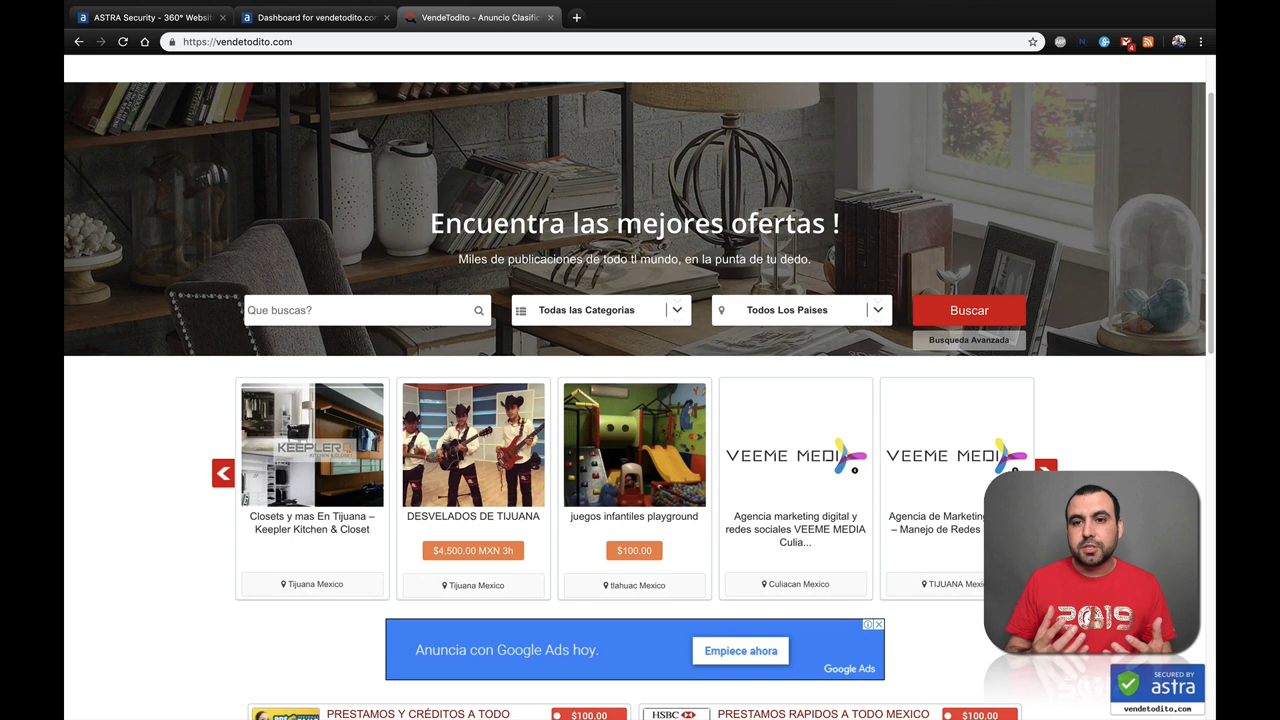 ASTRA Security - 360° Websit
Dashboard for vendetodito.co
VendeTodito - Anuncio Clasific
https://vendetodito.com
Encuentra las mejores ofertas !
Miles de publicaciones de todo tl mundo, en la punta de tu dedo.
Que buscas?
Todas las Categorias
Todos Los Paises
Buscar
Busqueda Avanzada
KEEPLER
KITCHEN & CLOSET
VEEME MEDIA
VEEME MEDIA
Closets y mas En Tijuana –
Keepler Kitchen & Closet
Tijuana Mexico
DESVELADOS DE TIJUANA
$4,500.00 MXN 3h
Tijuana Mexico
juegos infantiles playground
$100.00
tlahuac Mexico
Agencia marketing digital y
redes sociales VEEME MEDIA
Culia...
Culiacan Mexico
Agencia de Marketing
– Manejo de Redes
TIJUANA Mexi
2019
Anuncia con Google Ads hoy.
Empiece ahora
Google Ads
SECURED BY
astra
vendetodito.com
PRESTAMOS Y CRÉDITOS A TODO
$100.00
HSBC
PRESTAMOS RAPIDOS A TODO MEXICO
$100.00